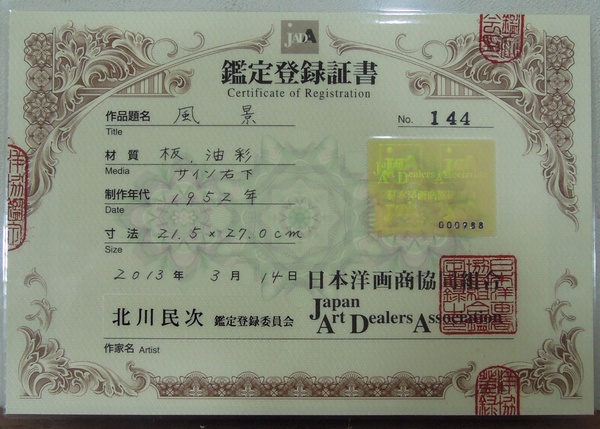 JADA
鑑定登録証書
Certificate of Registration
作品題名 風景
Title
No. 144
材質 板、油彩
Media サイン右下
制作年代 1952年
Date
寸法 21.5×27.0cm
Size
Art Dealers Association
000788
2013年 3月 14日 日本洋画商協同組合
北川民次 鑑定登録委員会
Japan
Art Dealers Association
作家名 Artist